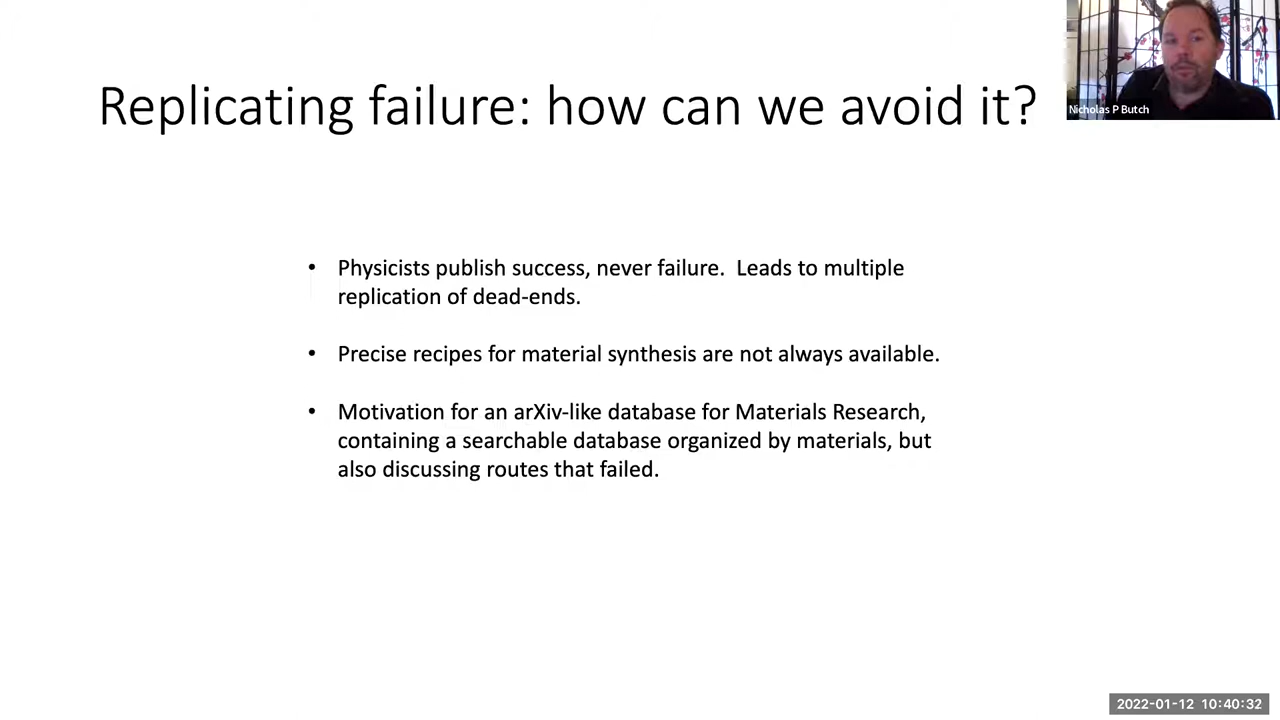 Replicating failure: how can we avoid it?
Nicholas P Butch
• Physicists publish success, never failure.  Leads to multiple
replication of dead-ends.
• Precise recipes for material synthesis are not always available.
• Motivation for an arXiv-like database for Materials Research,
containing a searchable database organized by materials, but
also discussing routes that failed.
2022-01-12 10:40:32